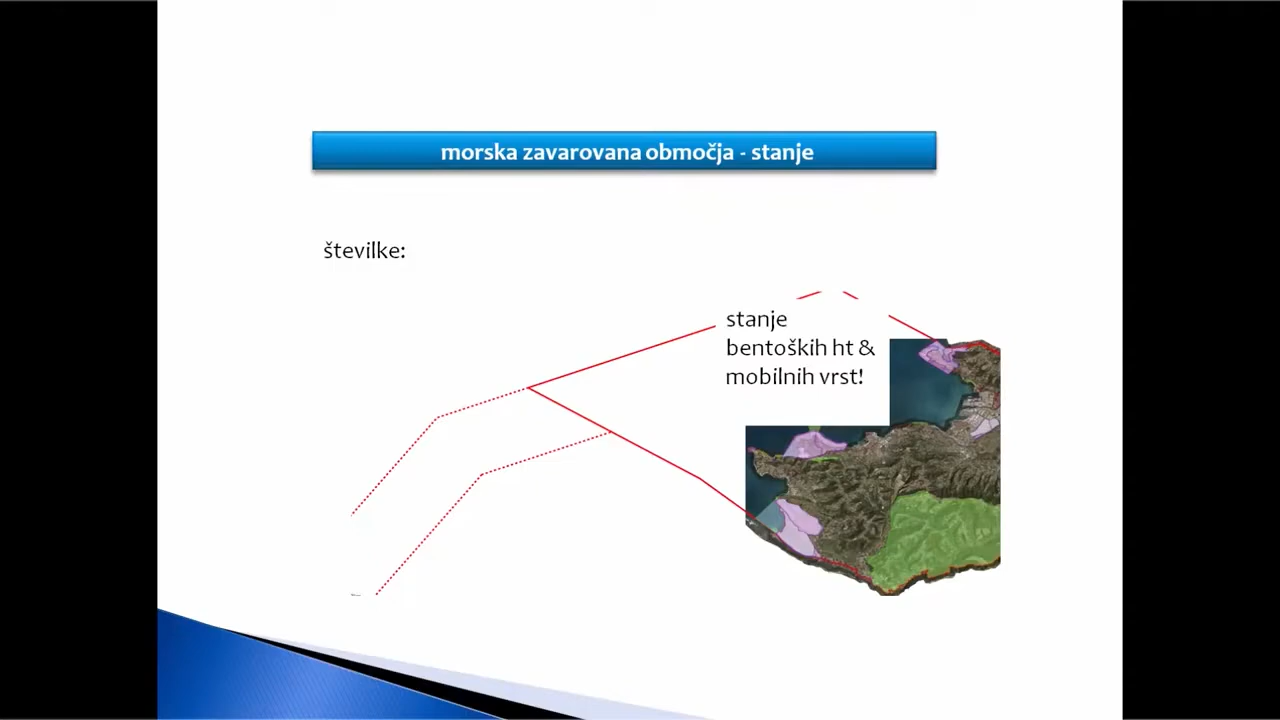 morska zavarovana območja - stanje
številke:
stanje
bentoških ht &
mobilnih vrst!